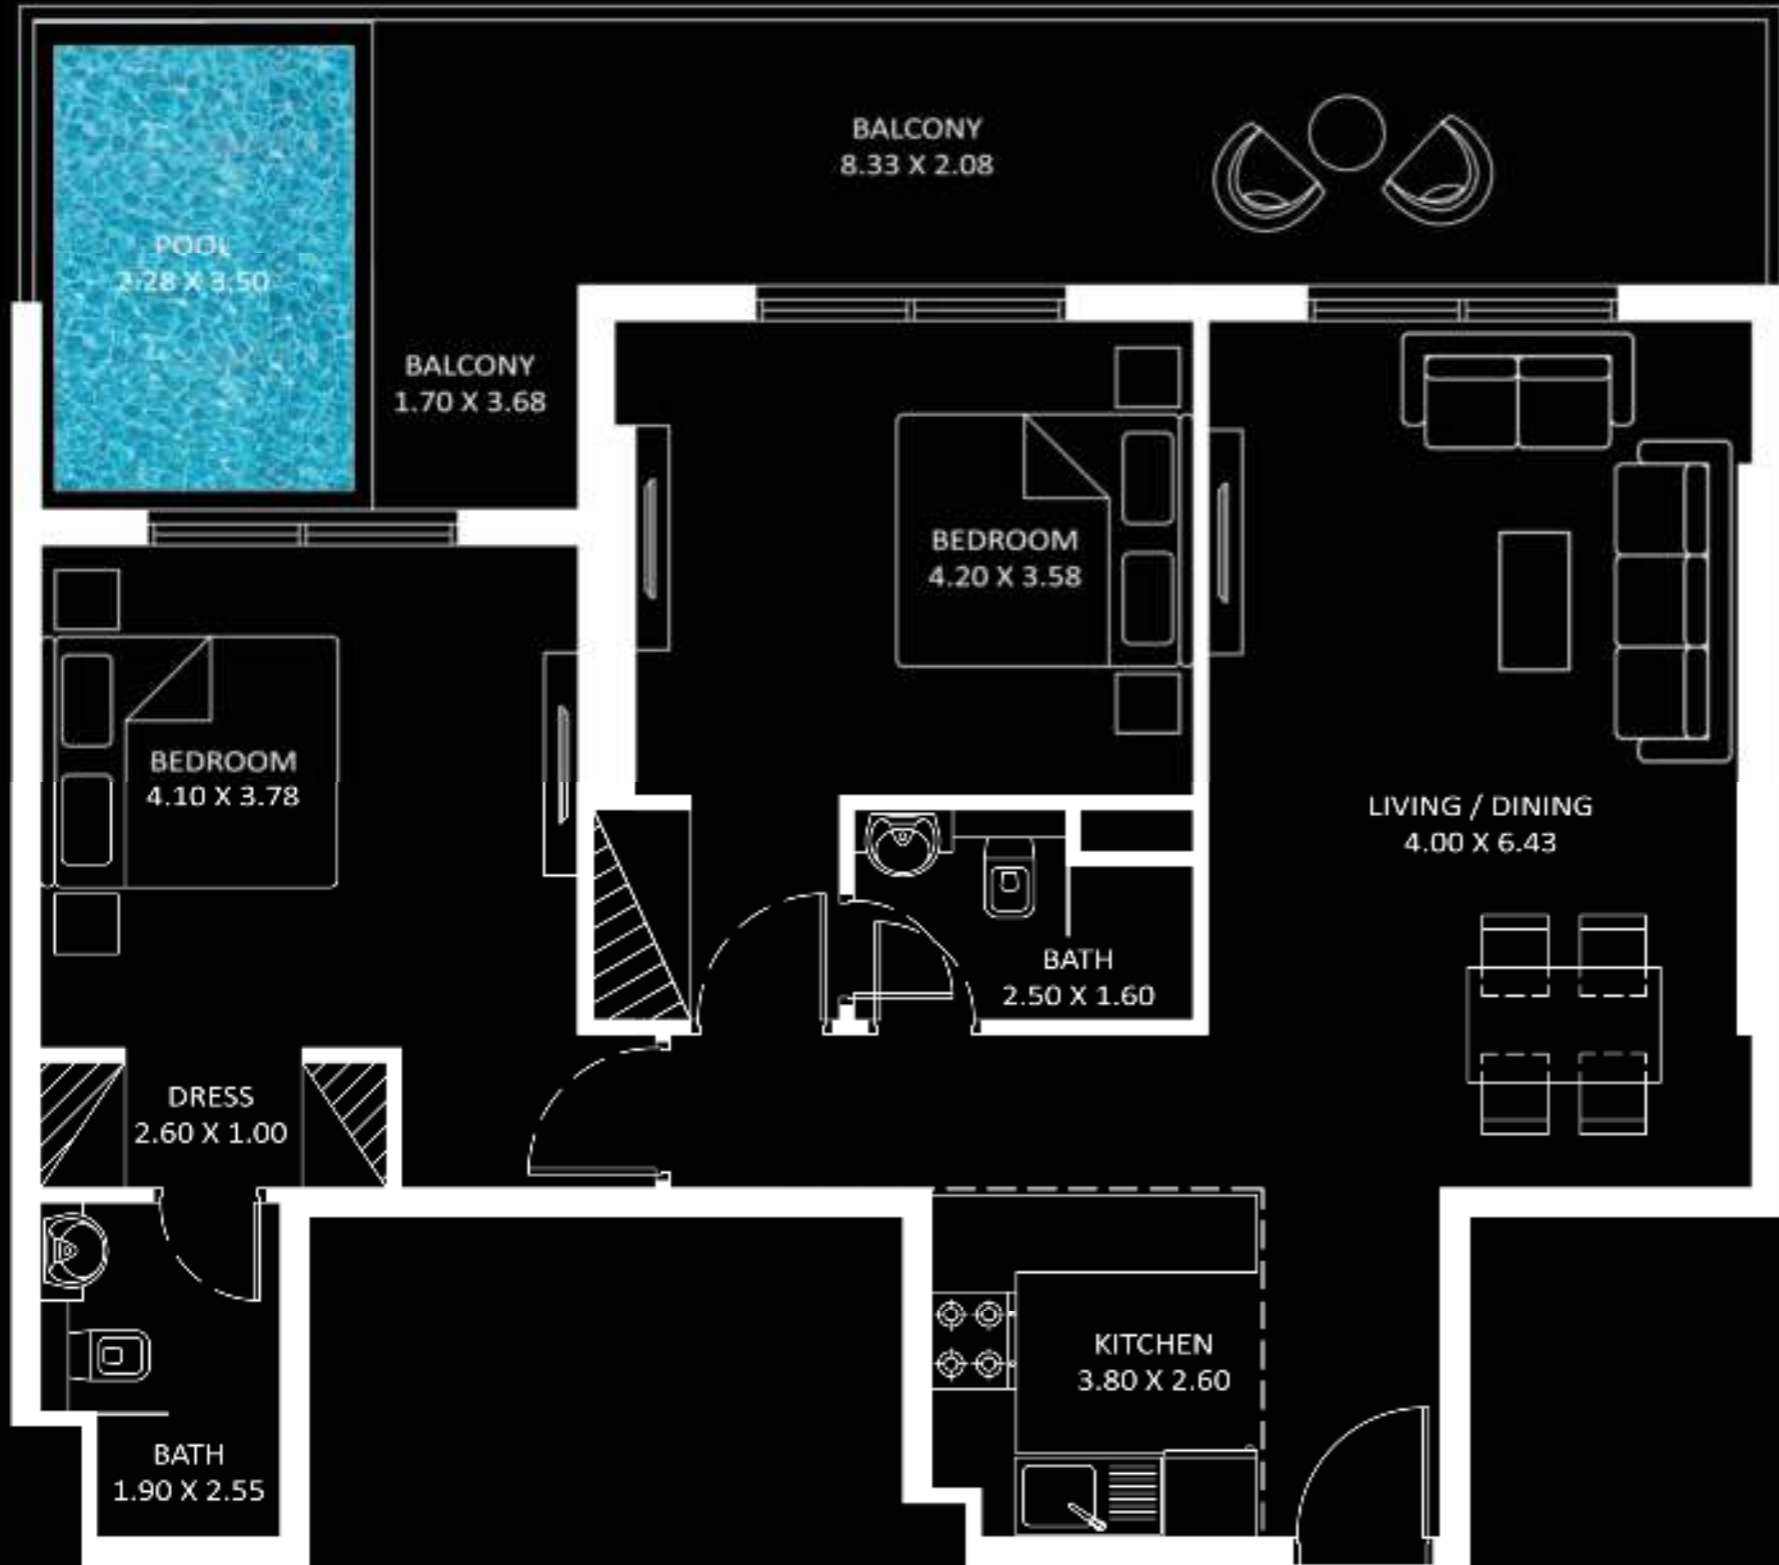 BALCONY
8.33 X 2.08
POOL
2.28 X 3.50
BALCONY
1.70 X 3.68
BEDROOM
4.20 X 3.58
BEDROOM
4.10 X 3.78
LIVING / DINING
4.00 X 6.43
BATH
2.50 X 1.60
DRESS
2.60 X 1.00
KITCHEN
3.80 X 2.60
BATH
1.90 X 2.55